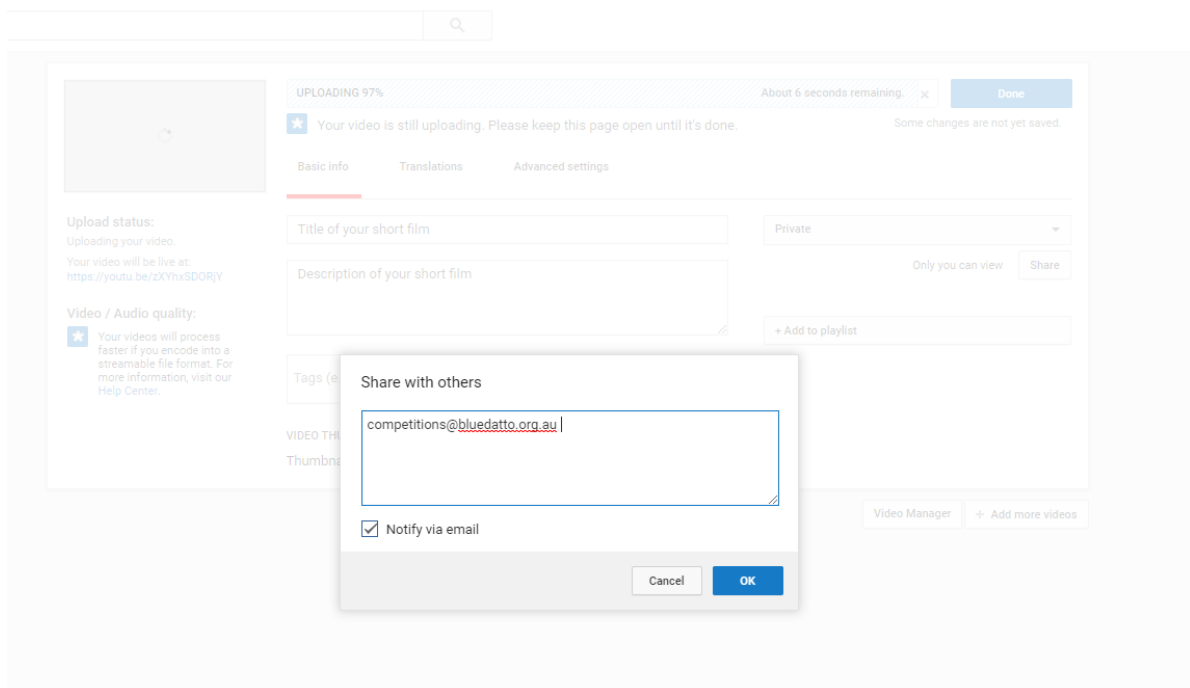 UPLOADING 97%
About 6 seconds remaining. x
Done
Your video is still uploading. Please keep this page open until it's done.
Some changes are not yet saved.
Basic info
Translations
Advanced settings
Upload status:
Uploading your video.
Your video will be live at:
https://youtu.be/zXYhxSDORjY
Video / Audio quality:
Your videos will process
faster if you encode into a
streamable file format. For
more information, visit our
Help Center.
Title of your short film
Private
Description of your short film
Only you can view
Share
+ Add to playlist
Tags (e.
VIDEO THU
Thumbna
Share with others
competitions@bluedatto.org.au
Notify via email
Cancel
OK
Video Manager
+ Add more videos